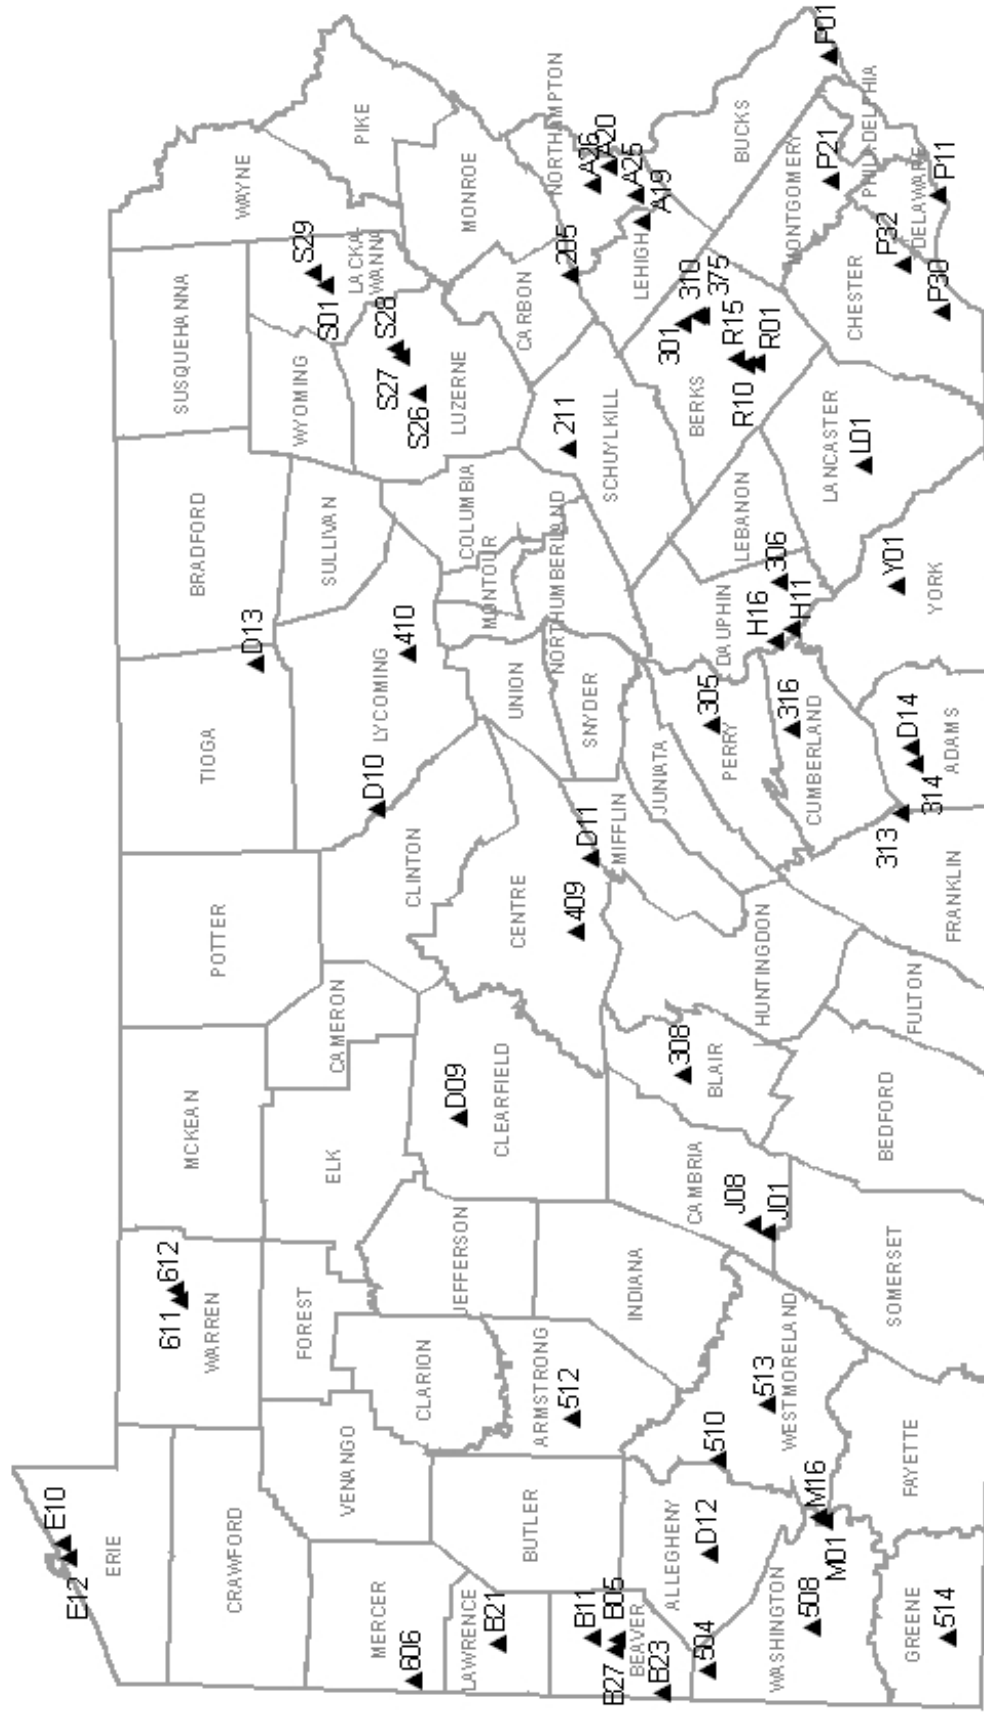 E12
E10
ERIE
CRAWFORD
MERCER
606
LAWRENCE
B21
B11
B27
B05
BEAVER
B23
504
WASHINGTON
508
GREENE
514
611
612
WARREN
FOREST
VENANGO
CLARION
BUTLER
ARMSTRONG
512
ALLEGHENY
D12
510
513
WESTMORELAND
M16
M01
FAYETTE
MCKEAN
ELK
JEFFERSON
INDIANA
SOMERSET
POTTER
CAMERON
D09
CLEARFIELD
CAMBRIA
J08
J01
308
BLAIR
BEDFORD
HUNTINGDON
FULTON
TIOGA
D13
D10
CLINTON
CENTRE
409
D11
MIFFLIN
JUNIATA
LYCOMING
410
UNION
SNYDER
305
PERRY
316
CUMBERLAND
313
314
D14
ADAMS
FRANKLIN
BRADFORD
SULLIVAN
COLUMBIA
MONTOUR
NORTHUMBERLAND
DAUPHIN
H16
H11
306
LEBANON
Y01
YORK
SUSQUEHANNA
WYOMING
S01
S29
LACKA-
WANNA
S28
S27
S26
LUZERNE
211
SCHUYLKILL
CARBON
205
WAYNE
PIKE
MONROE
NORTHAMPTON
A26
A20
A25
A19
LEHIGH
310
301
375
R15
R01
R10
BERKS
L01
LANCASTER
BUCKS
P01
MONTGOMERY
P21
PHILADELPHIA
P11
DELAWARE
P32
P30
CHESTER